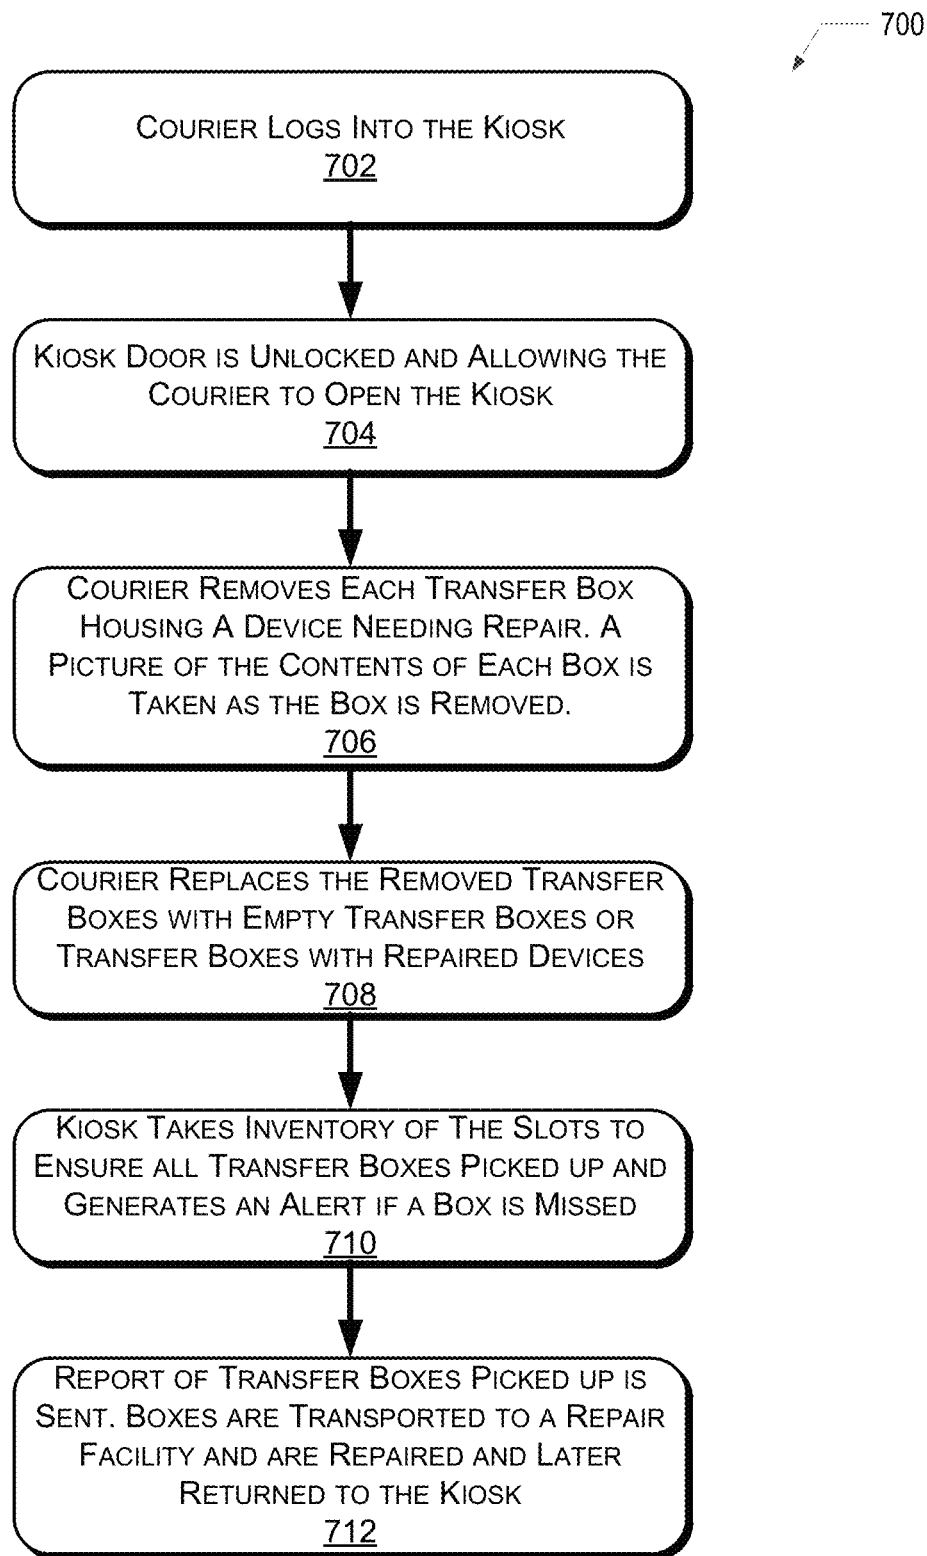 700
COURIER LOGS INTO THE KIOSK
702
KIOSK DOOR IS UNLOCKED AND ALLOWING THE
COURIER TO OPEN THE KIOSK
704
COURIER REMOVES EACH TRANSFER BOX
HOUSING A DEVICE NEEDING REPAIR. A
PICTURE OF THE CONTENTS OF EACH BOX IS
TAKEN AS THE BOX IS REMOVED.
706
COURIER REPLACES THE REMOVED TRANSFER
BOXES WITH EMPTY TRANSFER BOXES OR
TRANSFER BOXES WITH REPAIRED DEVICES
708
KIOSK TAKES INVENTORY OF THE SLOTS TO
ENSURE ALL TRANSFER BOXES PICKED UP AND
GENERATES AN ALERT IF A BOX IS MISSED
710
REPORT OF TRANSFER BOXES PICKED UP IS
SENT. BOXES ARE TRANSPORTED TO A REPAIR
FACILITY AND ARE REPAIRED AND LATER
RETURNED TO THE KIOSK
712